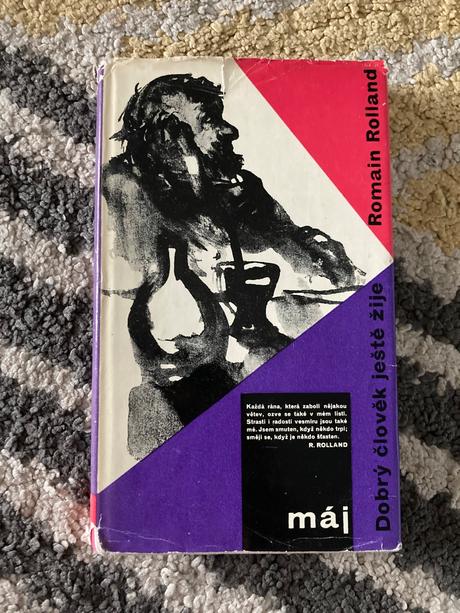 Romain Rolland
Dobrý člověk ještě žije
Každá rána, která zabolí nějakou
větev, ozve se také v mém listí.
Strasti i radosti vesmíru jsou také
mé. Jsem smuten, když někdo trpí;
směji se, když je někdo šťasten.
R. ROLLAND
máj